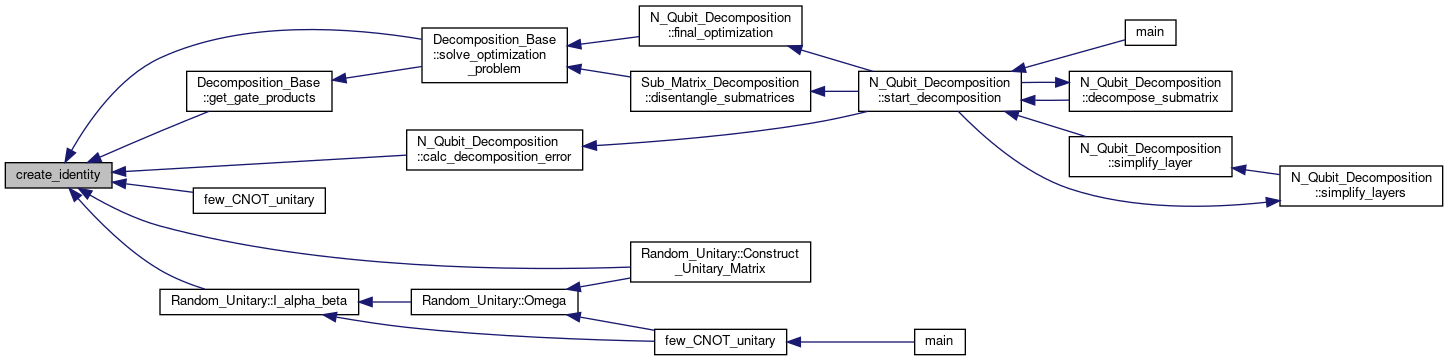 create_identity
Decomposition_Base
::get_gate_products
Decomposition_Base
::solve_optimization
_problem
N_Qubit_Decomposition
::final_optimization
Sub_Matrix_Decomposition
::disentangle_submatrices
N_Qubit_Decomposition
::calc_decomposition_error
few_CNOT_unitary
N_Qubit_Decomposition
::start_decomposition
main
N_Qubit_Decomposition
::decompose_submatrix
N_Qubit_Decomposition
::simplify_layer
N_Qubit_Decomposition
::simplify_layers
Random_Unitary::Construct
_Unitary_Matrix
Random_Unitary::I_alpha_beta
Random_Unitary::Omega
few_CNOT_unitary
main